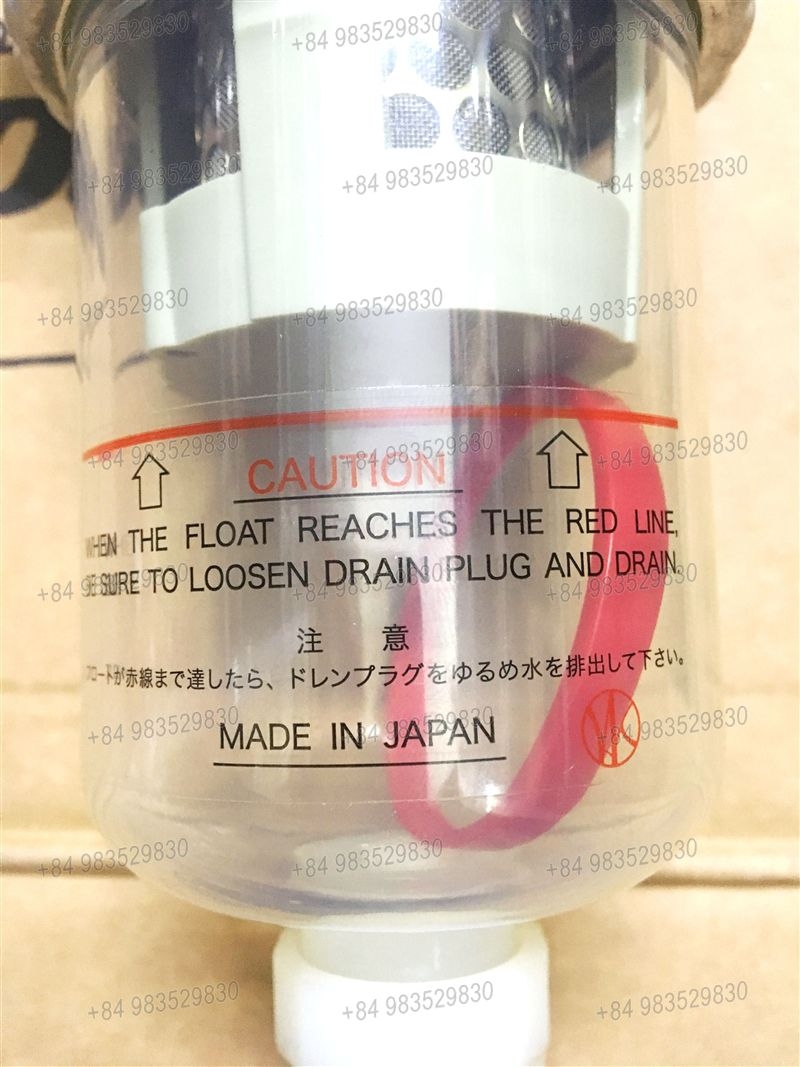 +84 983529830
CAUTION
WHEN THE FLOAT REACHES THE RED LINE,
BE SURE TO LOOSEN DRAIN PLUG AND DRAIN.
注 意
フロートが赤線まで達したら、ドレンプラグをゆるめ水を排出して下さい。
MADE IN JAPAN